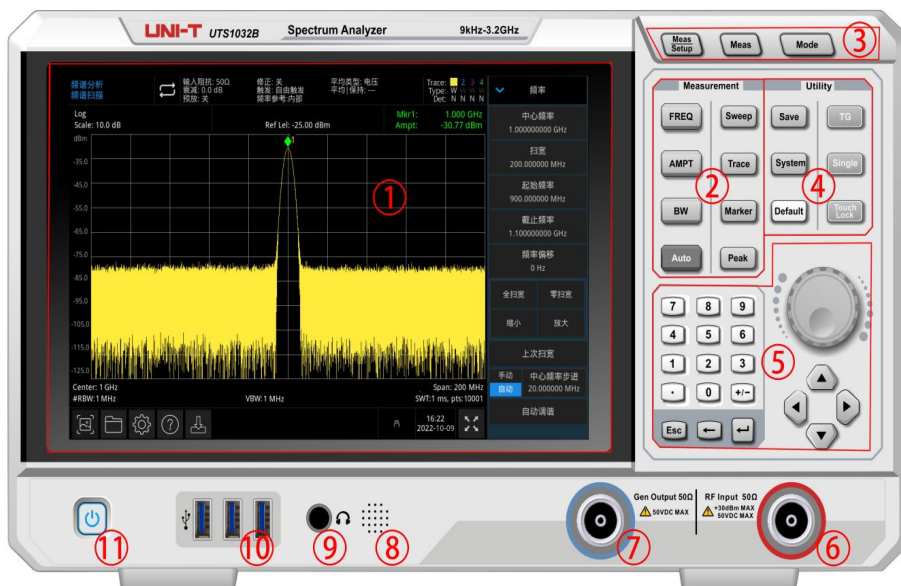 UNI-T UTS1032B Spectrum Analyzer 9kHz-3.2GHz
Meas Setup
Meas
Mode
③
频谱分析
频谱扫描
输入阻抗: 50Ω
衰减: 0.0 dB
预放: 关
修正: 关
触发: 自由触发
频率参考:内部
平均类型: 电压
平均|保持: ---
Trace: 1 2 3 4
Type: W W W W
Det: N N N N
Log
Scale: 10.0 dB
Ref Lel: -25.00 dBm
Mkr1: 1.000 GHz
Ampt: -30.77 dBm
dBm
1
-35.0
-45.0
-55.0
-65.0
-75.0
-85.0
-105.0
-115.0
-125.0
①
Center: 1 GHz
#RBW: 1 MHz
VBW: 1 MHz
Span: 200 MHz
SWT:1 ms, pts:10001
16:22
2022-10-09
频率
中心频率
1.000000000 GHz
扫宽
200.000000 MHz
起始频率
900.000000 MHz
截止频率
1.100000000 GHz
频率偏移
0 Hz
全扫宽 零扫宽
缩小 放大
上次扫宽
手动
自动
中心频率步进
20.000000 MHz
自动调谐
Measurement
FREQ Sweep
AMPT Trace
②
BW Marker
Auto Peak
Utility
Save TG
System Single
④
Default Touch Lock
7 8 9
4 5 6
1 2 3
. 0 +/-
Esc
⑤
⑪
⑩
⑨
⑧
Gen Output 50Ω
50VDC MAX
⑦
RF Input 50Ω
+30dBm MAX
50VDC MAX
⑥